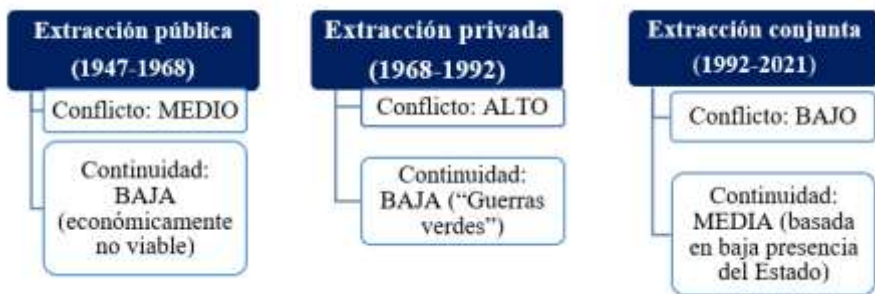 Extracción pública
(1947-1968)
Conflicto: MEDIO
Continuidad:
BAJA
(económicamente
no viable)
Extracción privada
(1968-1992)
Conflicto: ALTO
Continuidad:
BAJA (“Guerras
verdes”)
Extracción conjunta
(1992-2021)
Conflicto: BAJO
Continuidad:
MEDIA (basada
en baja presencia
del Estado)